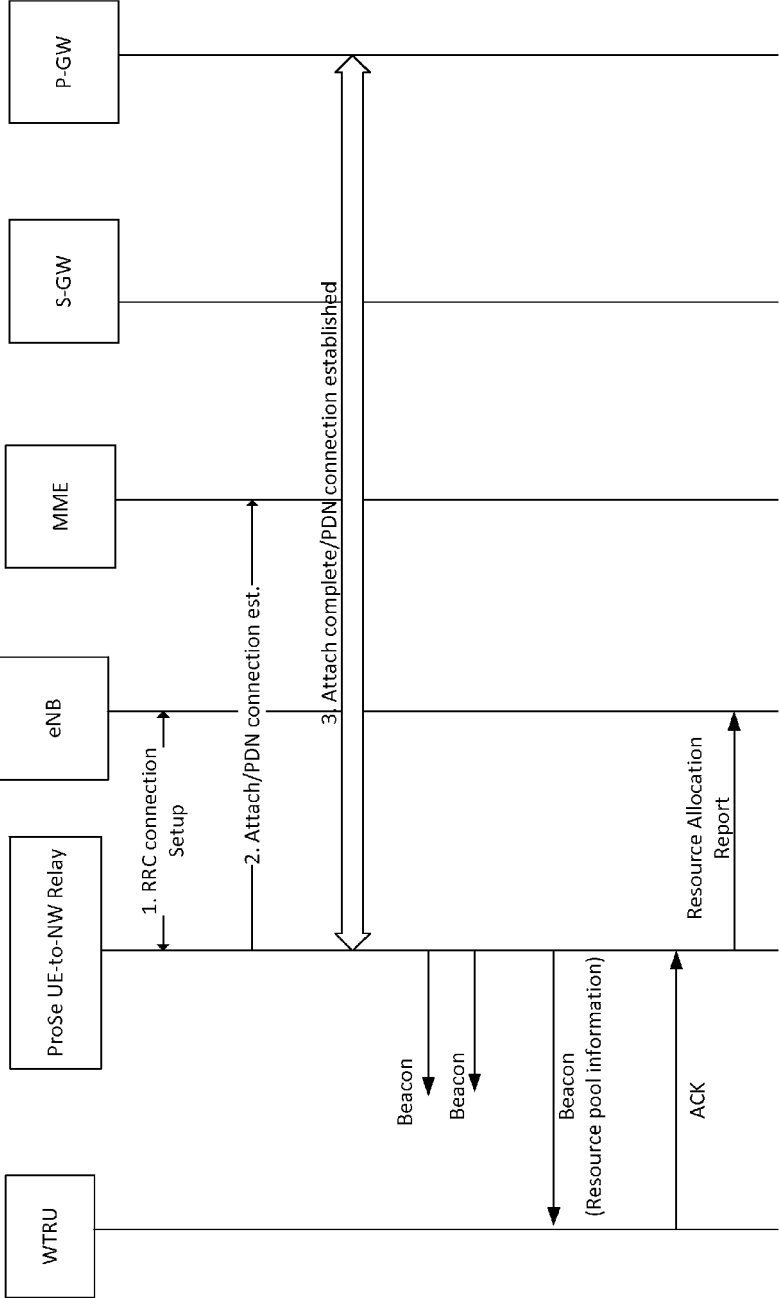 WTRU
ProSe UE-to-NW Relay
eNB
MME
S-GW
P-GW
1. RRC connection
Setup
2. Attach/PDN connection est.
3. Attach complete/PDN connection established
Beacon
Beacon
Beacon
(Resource pool information)
ACK
Resource Allocation
Report